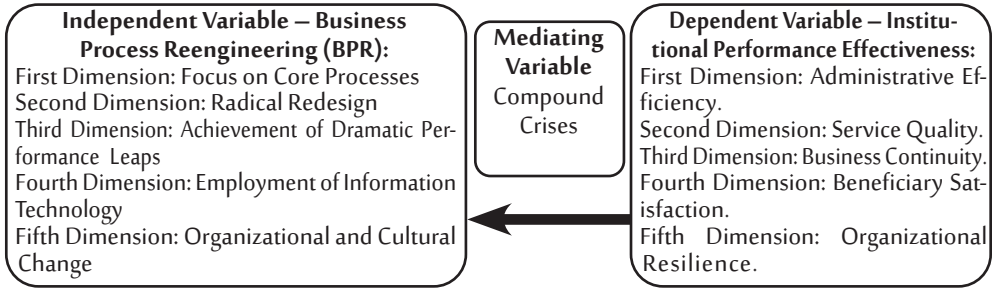 Independent Variable – Business
Process Reengineering (BPR):
First Dimension: Focus on Core Processes
Second Dimension: Radical Redesign
Third Dimension: Achievement of Dramatic Per-
formance Leaps
Fourth Dimension: Employment of Information
Technology
Fifth Dimension: Organizational and Cultural
Change
Mediating
Variable
Compound
Crises
Dependent Variable – Institu-
tional Performance Effectiveness:
First Dimension: Administrative Ef-
ficiency.
Second Dimension: Service Quality.
Third Dimension: Business Continuity.
Fourth Dimension: Beneficiary Sat-
isfaction.
Fifth Dimension: Organizational
Resilience.